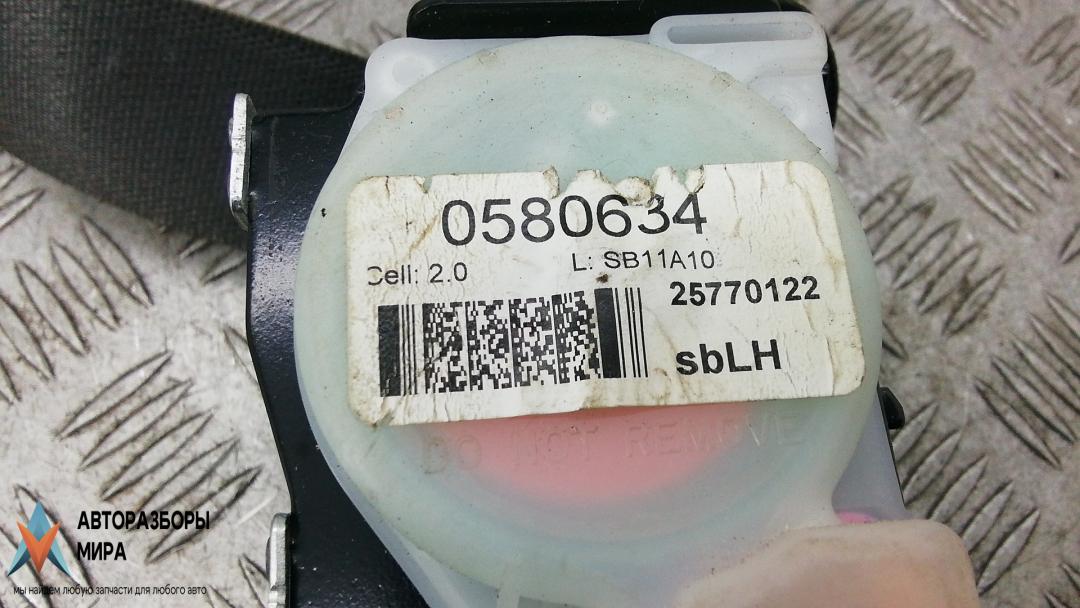 0580634
Cell: 2.0
L: SB11A10
25770122
sbLH
DO NOT REMOVE
АВТОРАЗБОРЫ
МИРА
мы найдем любую запчасти для любого авто